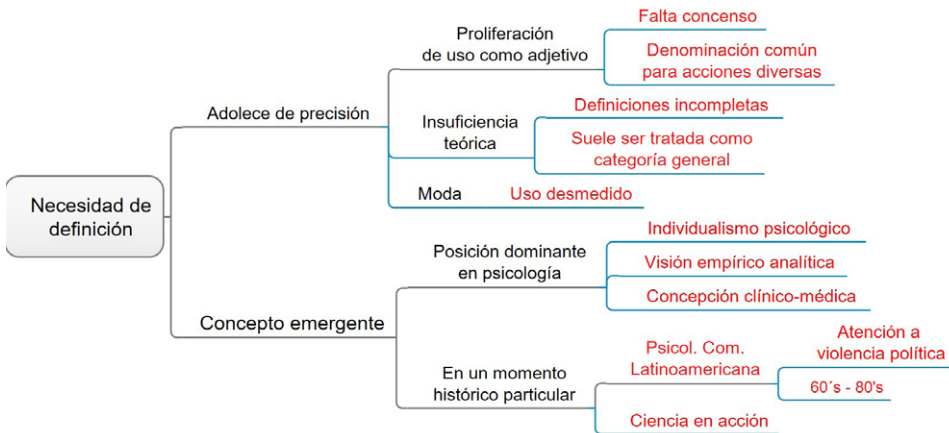 Necesidad de
definición
Adolece de precisión
Proliferación
de uso como adjetivo
Falta concenso
Denominación común
para acciones diversas
Insuficiencia
teórica
Definiciones incompletas
Suele ser tratada como
categoría general
Moda
Uso desmedido
Concepto emergente
Posición dominante
en psicología
Individualismo psicológico
Visión empírico analítica
Concepción clínico-médica
En un momento
histórico particular
Psicol. Com.
Latinoamericana
Atención a
violencia política
60´s - 80's
Ciencia en acción